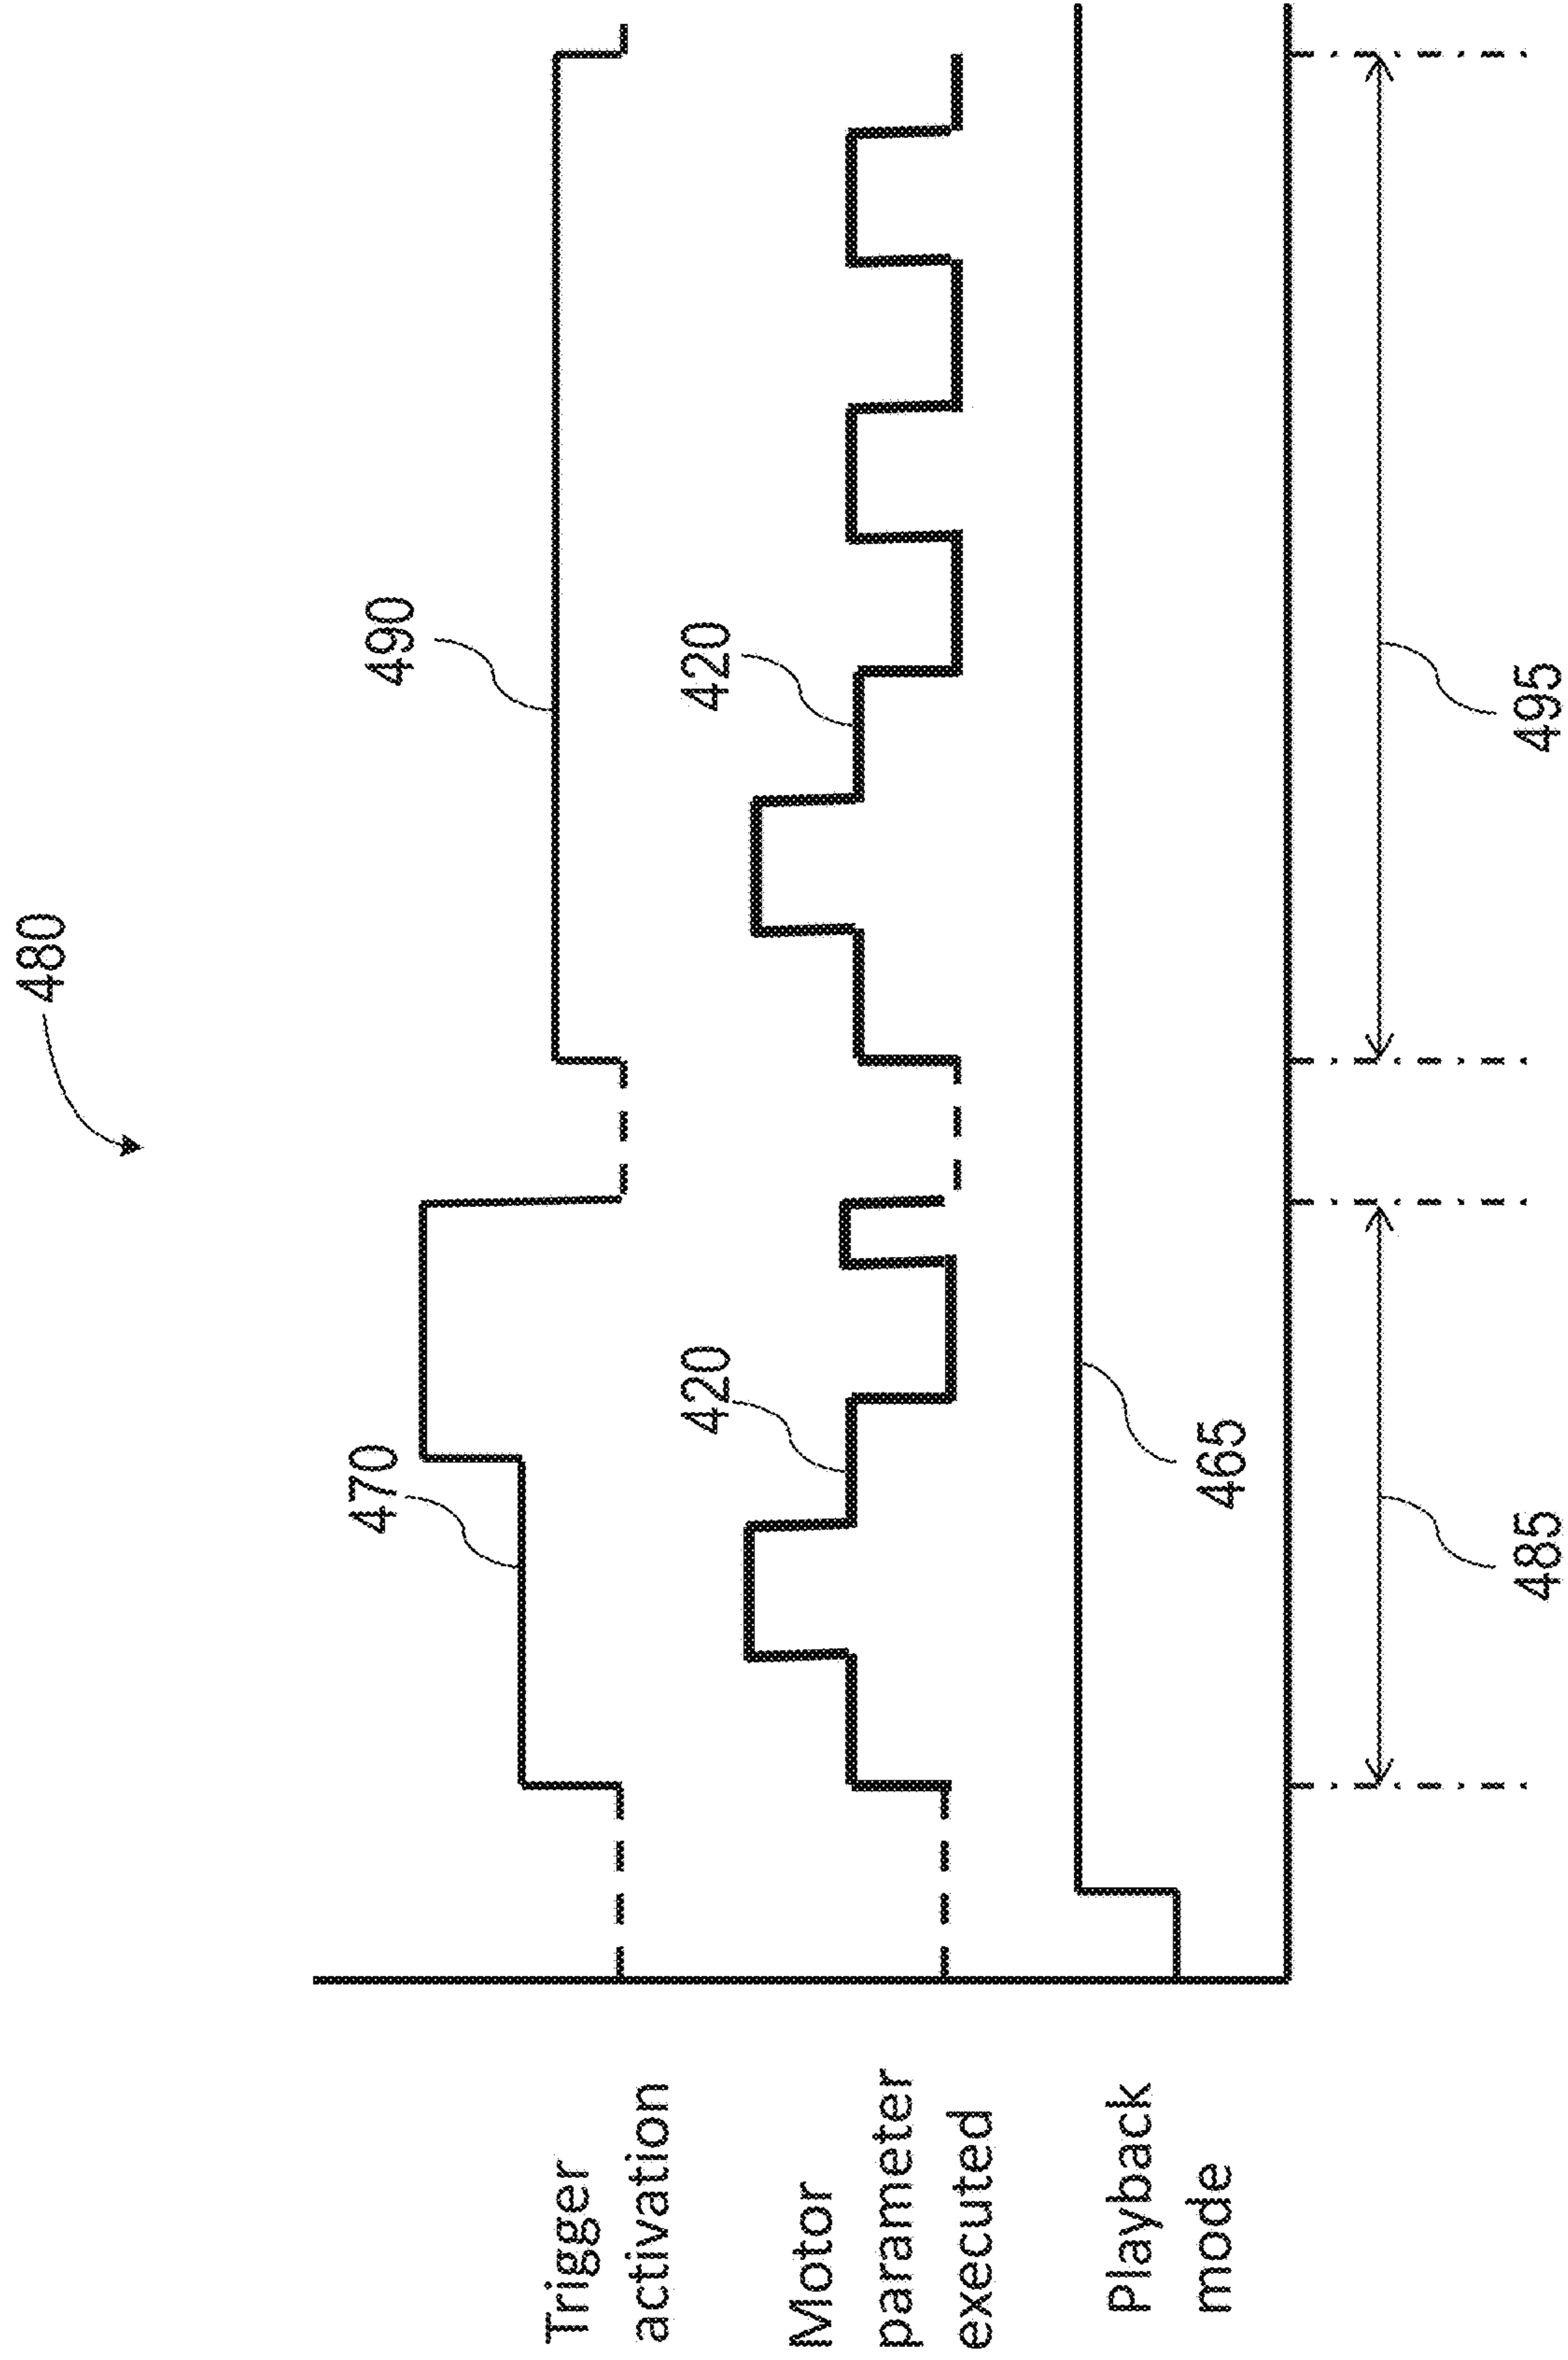 480
490
470
Trigger
activation
420
420
Motor
parameter
executed
465
Playback
mode
485
495